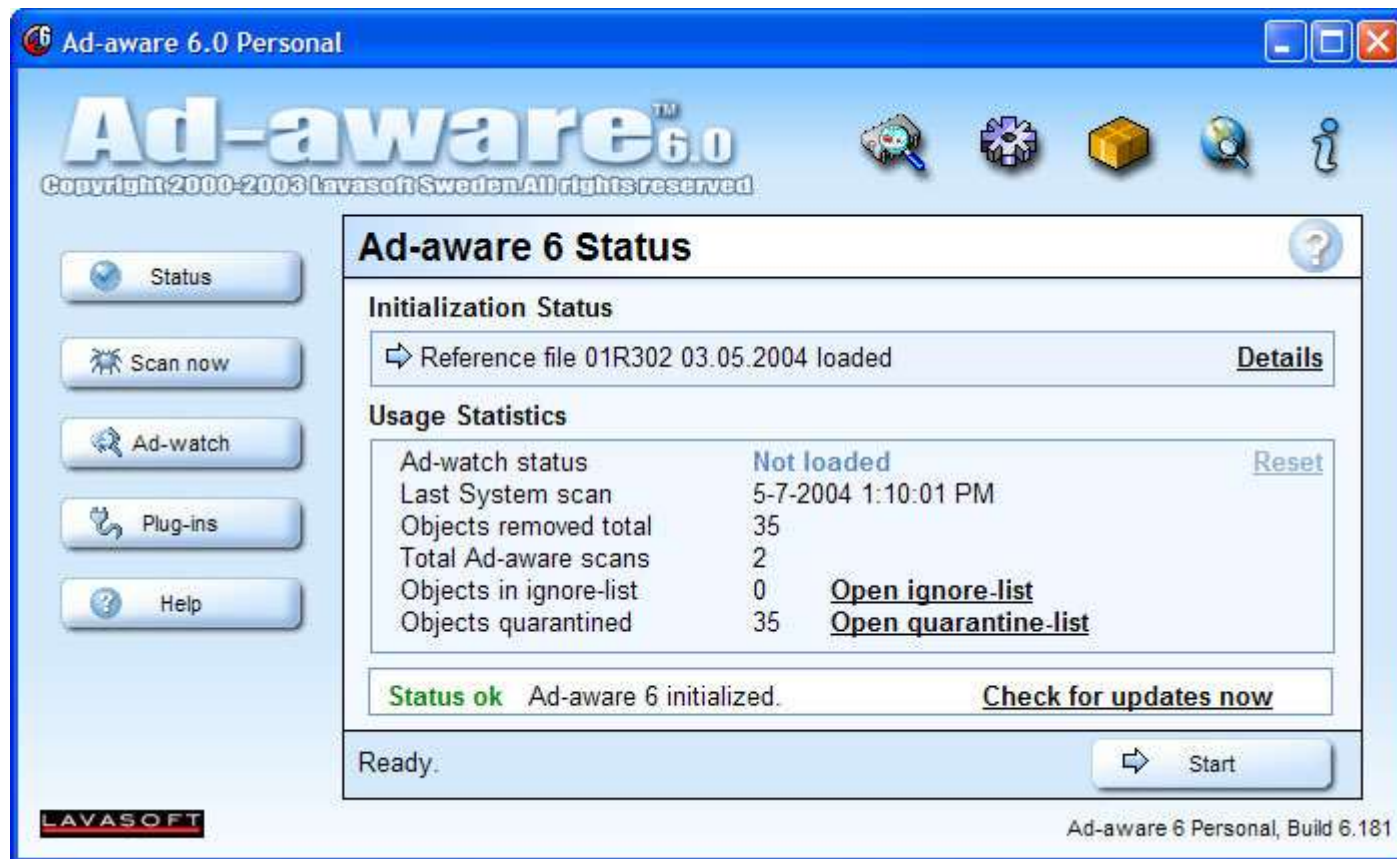 Ad-aware 6.0 Personal
Ad-aware™ 6.0
Copyright 2000-2003 Lavasoft Sweden. All rights reserved
Status
Scan now
Ad-watch
Plug-ins
Help
Ad-aware 6 Status
?
Initialization Status
Reference file 01R302 03.05.2004 loaded Details
Usage Statistics
Ad-watch status Not loaded Reset
Last System scan 5-7-2004 1:10:01 PM
Objects removed total 35
Total Ad-aware scans 2
Objects in ignore-list 0 Open ignore-list
Objects quarantined 35 Open quarantine-list
Status ok Ad-aware 6 initialized. Check for updates now
Ready. Start
LAVASOFT
Ad-aware 6 Personal, Build 6.181